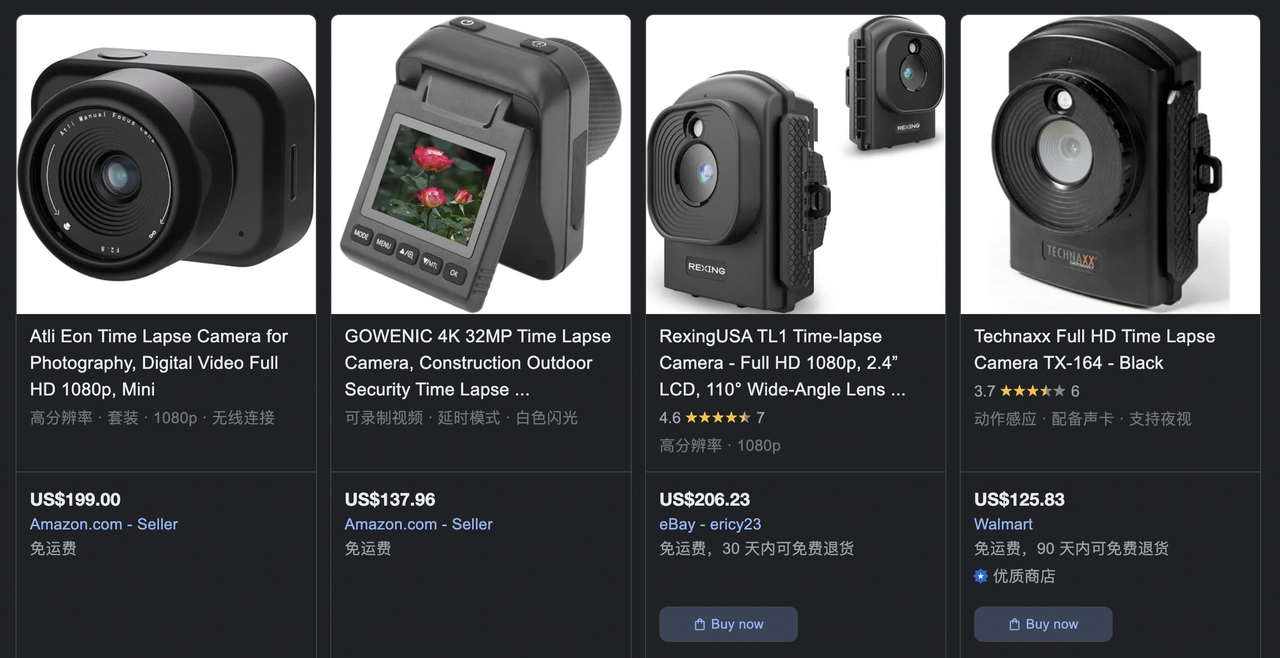 Atli Manual Focus Lens
f/2.8
Atli Eon Time Lapse Camera for
Photography, Digital Video Full
HD 1080p, Mini
高分辨率 · 套装 · 1080p · 无线连接
US$199.00
Amazon.com - Seller
免运费
MODE
MENU
OK
GOWENIC 4K 32MP Time Lapse
Camera, Construction Outdoor
Security Time Lapse ...
可录制视频 · 延时模式 · 白色闪光
US$137.96
Amazon.com - Seller
免运费
REXING
REXING
RexingUSA TL1 Time-lapse
Camera - Full HD 1080p, 2.4”
LCD, 110° Wide-Angle Lens ...
4.6 7
高分辨率 · 1080p
US$206.23
eBay - ericy23
免运费，30 天内可免费退货
Buy now
TECHNAXX
GERMANY
Technaxx Full HD Time Lapse
Camera TX-164 - Black
3.7 6
动作感应 · 配备声卡 · 支持夜视
US$125.83
Walmart
免运费，90 天内可免费退货
优质商店
Buy now